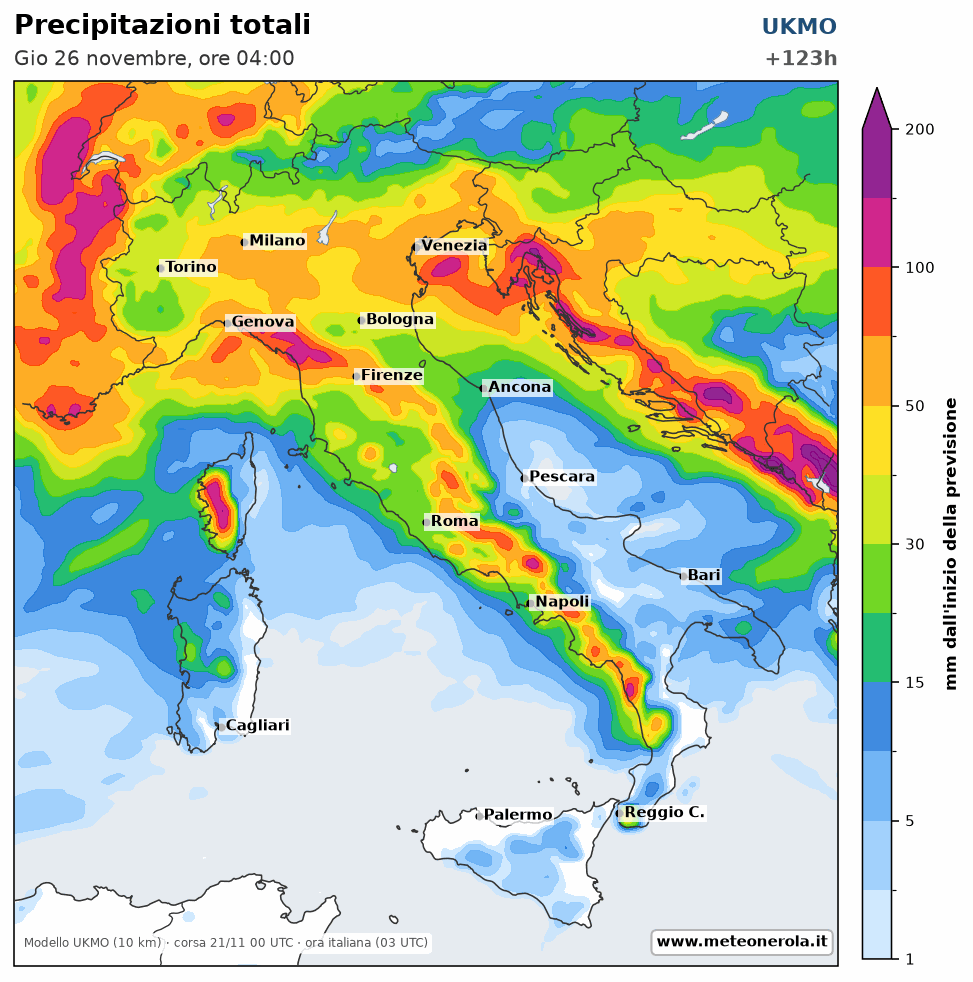 Precipitazioni totali
UKMO
Gio 26 novembre, ore 04:00
+123h
200
100
50
30
15
5
1
mm dall'inizio della previsione
Milano
Venezia
Torino
Genova
Bologna
Firenze
Ancona
Pescara
Roma
Bari
Napoli
Cagliari
Palermo
Reggio C.
Modello UKMO (10 km) · corsa 21/11 00 UTC · ora italiana (03 UTC)
www.meteonerola.it